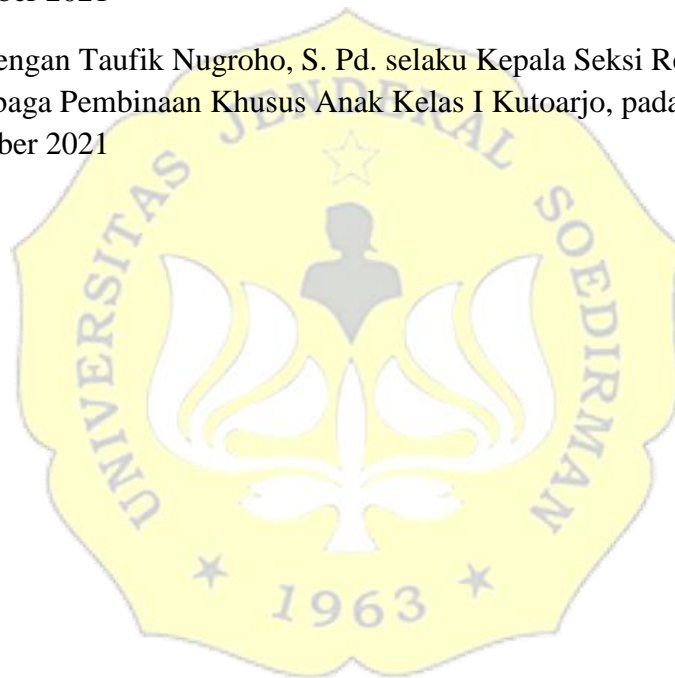 ber 2021
engan Taufik Nugroho, S. Pd. selaku Kepala Seksi Re
baga Pembinaan Khusus Anak Kelas I Kutoarjo, pada
ber 2021
UNIVERSITAS JENDERAL SOEDIRMAN
1963